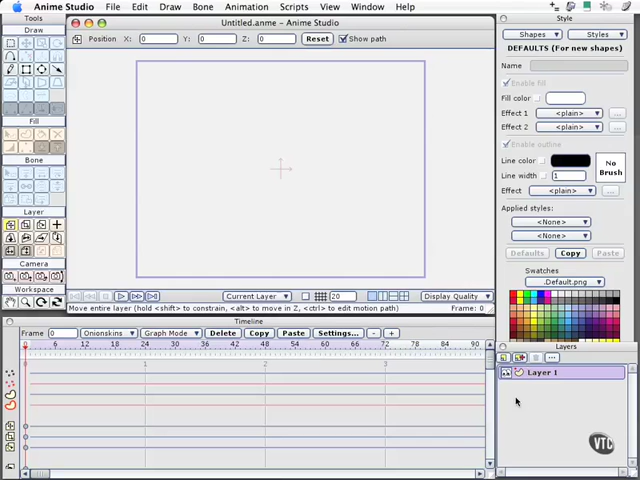 Anime Studio File Edit Draw Bone Animation Scripts View Window Help
Tools
Draw
Fill
Bone
Layer
Camera
Workspace
Untitled.anme - Anime Studio
Position X: 0 Y: 0 Z: 0 Reset Show path
Current Layer 20 Display Quality
Move entire layer (hold <shift> to constrain, <alt> to move in Z, <ctrl> to edit motion path) Frame: 0
Style
Shapes Styles
DEFAULTS (For new shapes)
Name
Enable fill
Fill color
Effect 1 <plain> ...
Effect 2 <plain> ...
Enable outline
Line color
No Brush
Line width 1
Effect <plain> ...
Applied styles:
<None>
<None>
Defaults Copy Paste
Swatches
.Default.png
Timeline
Frame 0 Onionskins Graph Mode Delete Copy Paste Settings... - +
0 6 12 18 24 30 36 42 48 54 60 66 72 78 84 90
0 1 2 3
Layers
...
Layer 1
VTC